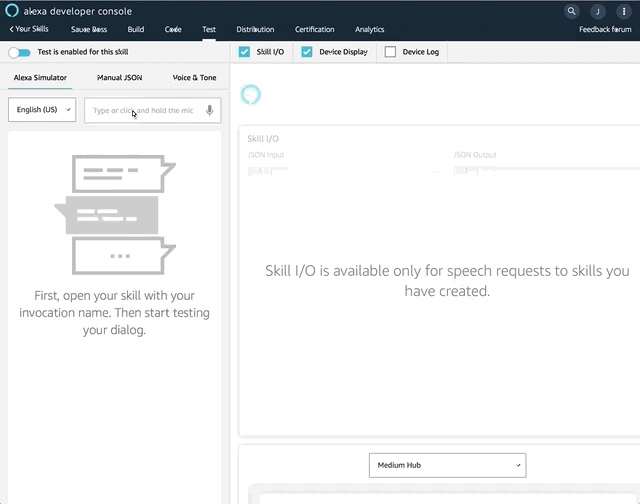 alexa developer console
Your Skills
Sauce Boss
Build
Code
Test
Distribution
Certification
Analytics
J
Feedback forum
Test is enabled for this skill
Skill I/O
Device Display
Device Log
Alexa Simulator
Manual JSON
Voice & Tone
English (US)
Type or click and hold the mic
Skill I/O
JSON Input
JSON Output
First, open your skill with your
invocation name. Then start testing
your dialog.
Skill I/O is available only for speech requests to skills you
have created.
Medium Hub